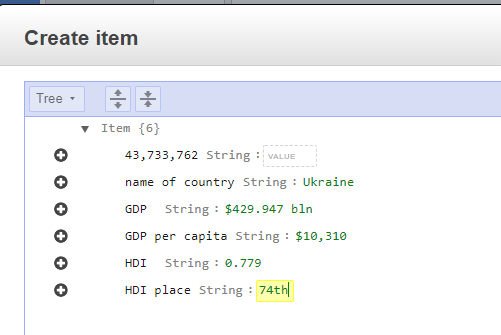 Create item
Tree
Item {6}
43,733,762 String : VALUE
name of country String : Ukraine
GDP String : $429.947 bln
GDP per capita String : $10,310
HDI String : 0.779
HDI place String : 74th